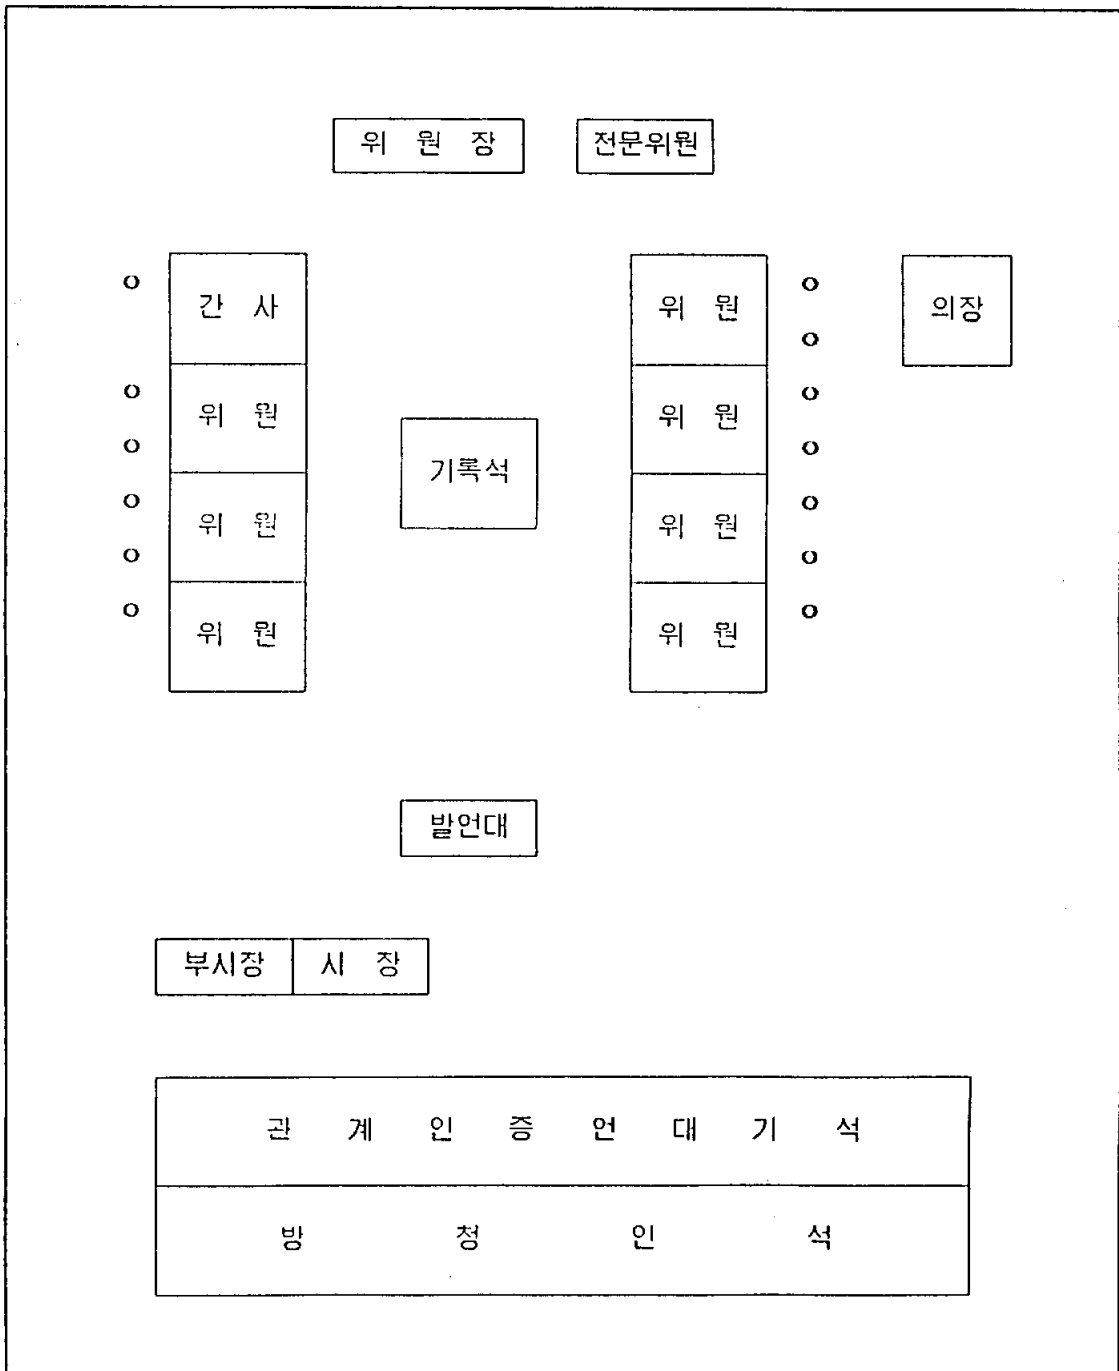 위 원 장 전문위원
간 사 위 원 의장
위 원 위 원
기록석
위 원 위 원
위 원 위 원
발언대
부시장 시 장
관 계 인 증 언 대 기 석
방 청 인 석